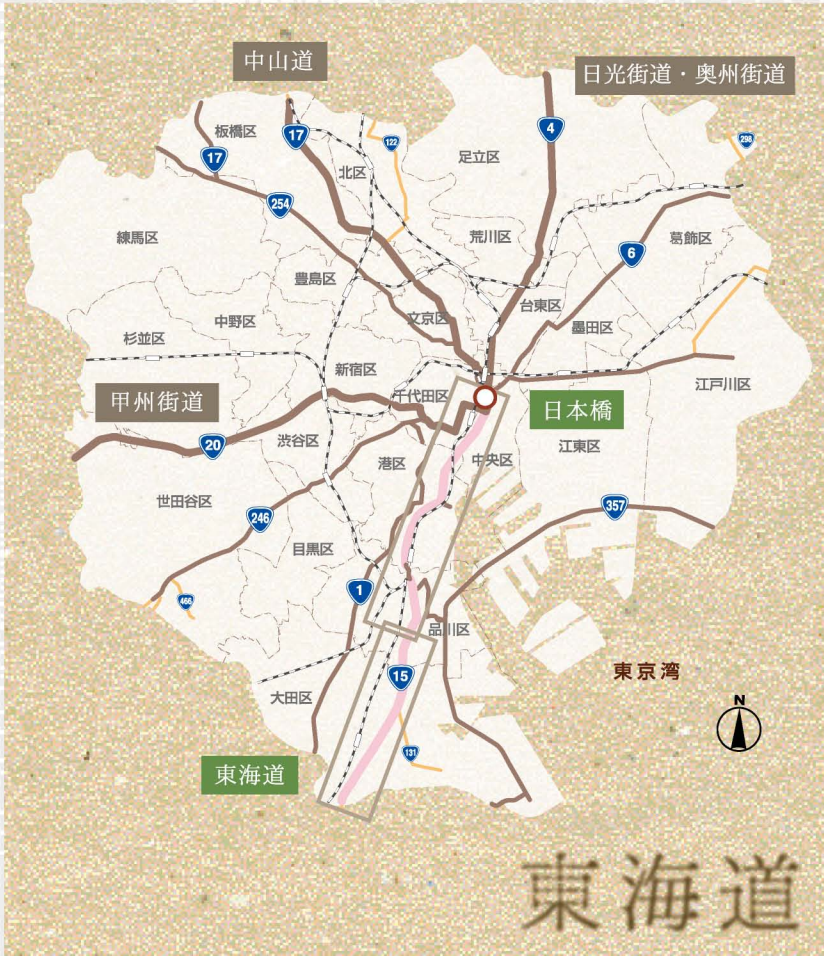 中山道
日光街道・奥州街道
板橋区
17
17
122
4
298
足立区
北区
254
練馬区
荒川区
葛飾区
6
豊島区
台東区
文京区
墨田区
中野区
杉並区
新宿区
江戸川区
千代田区
甲州街道
日本橋
20
渋谷区
港区
中央区
江東区
世田谷区
246
357
目黒区
1
466
品川区
15
東京湾
大田区
N
131
東海道
東海道